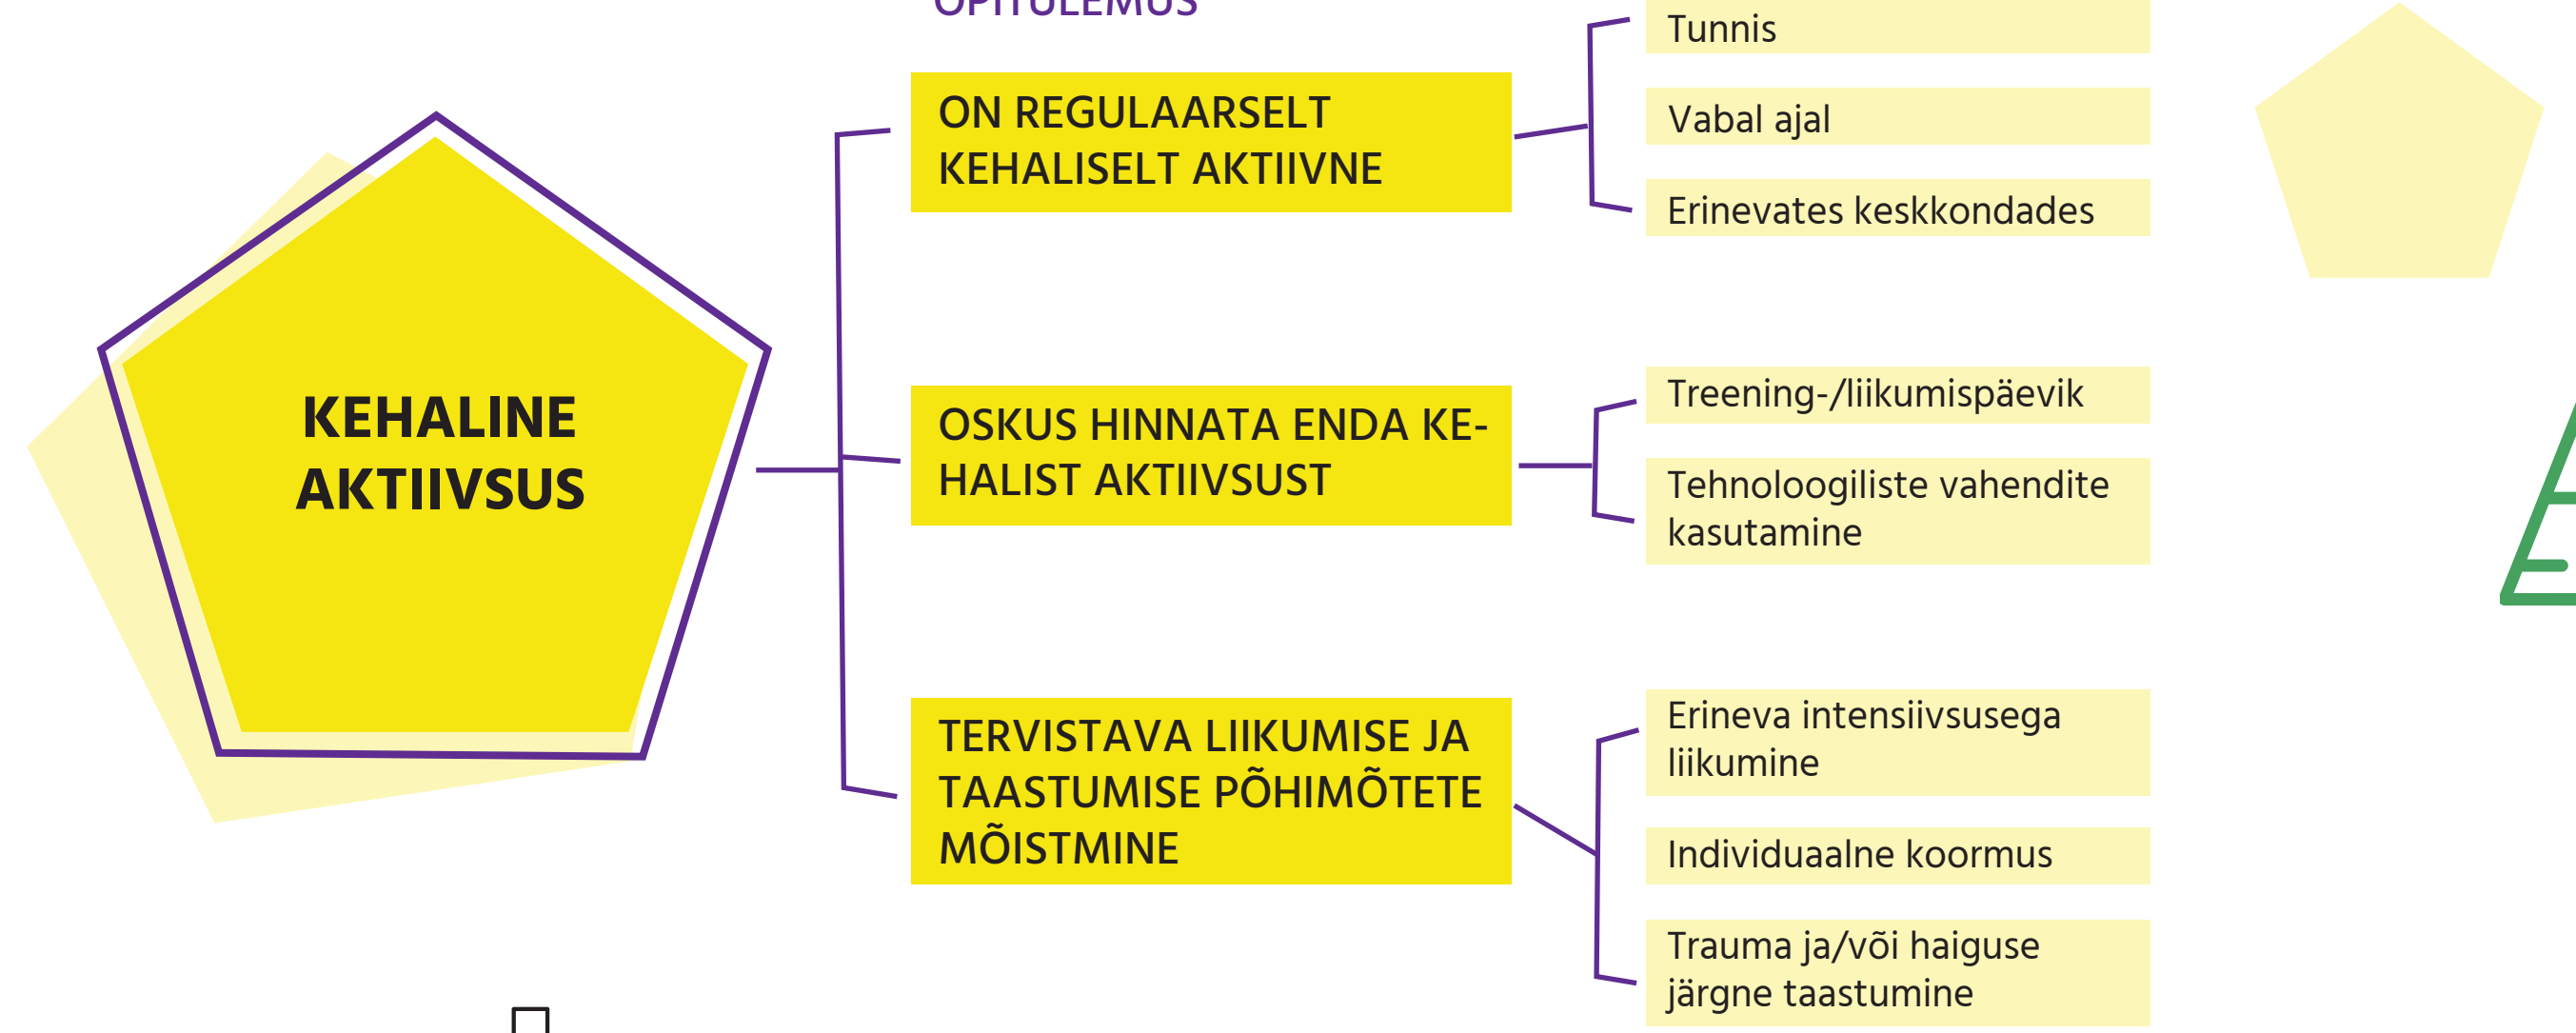 ÕPITULEMUS
Tunnis
ON REGULAARSELT
KEHALISELT AKTIIVNE
Vabal ajal
Erinevates keskkondades
KEHALINE
AKTIIVSUS
OSKUS HINNATA ENDA KE-
HALIST AKTIIVSUST
Treening-/liikumispäevik
Tehnoloogiliste vahendite
kasutamine
TERVISTAVA LIIKUMISE JA
TAASTUMISE PÕHIMÕTETE
MÕISTMINE
Erineva intensiivsusega
liikumine
Individuaalne koormus
Trauma ja/või haiguse
järgne taastumine